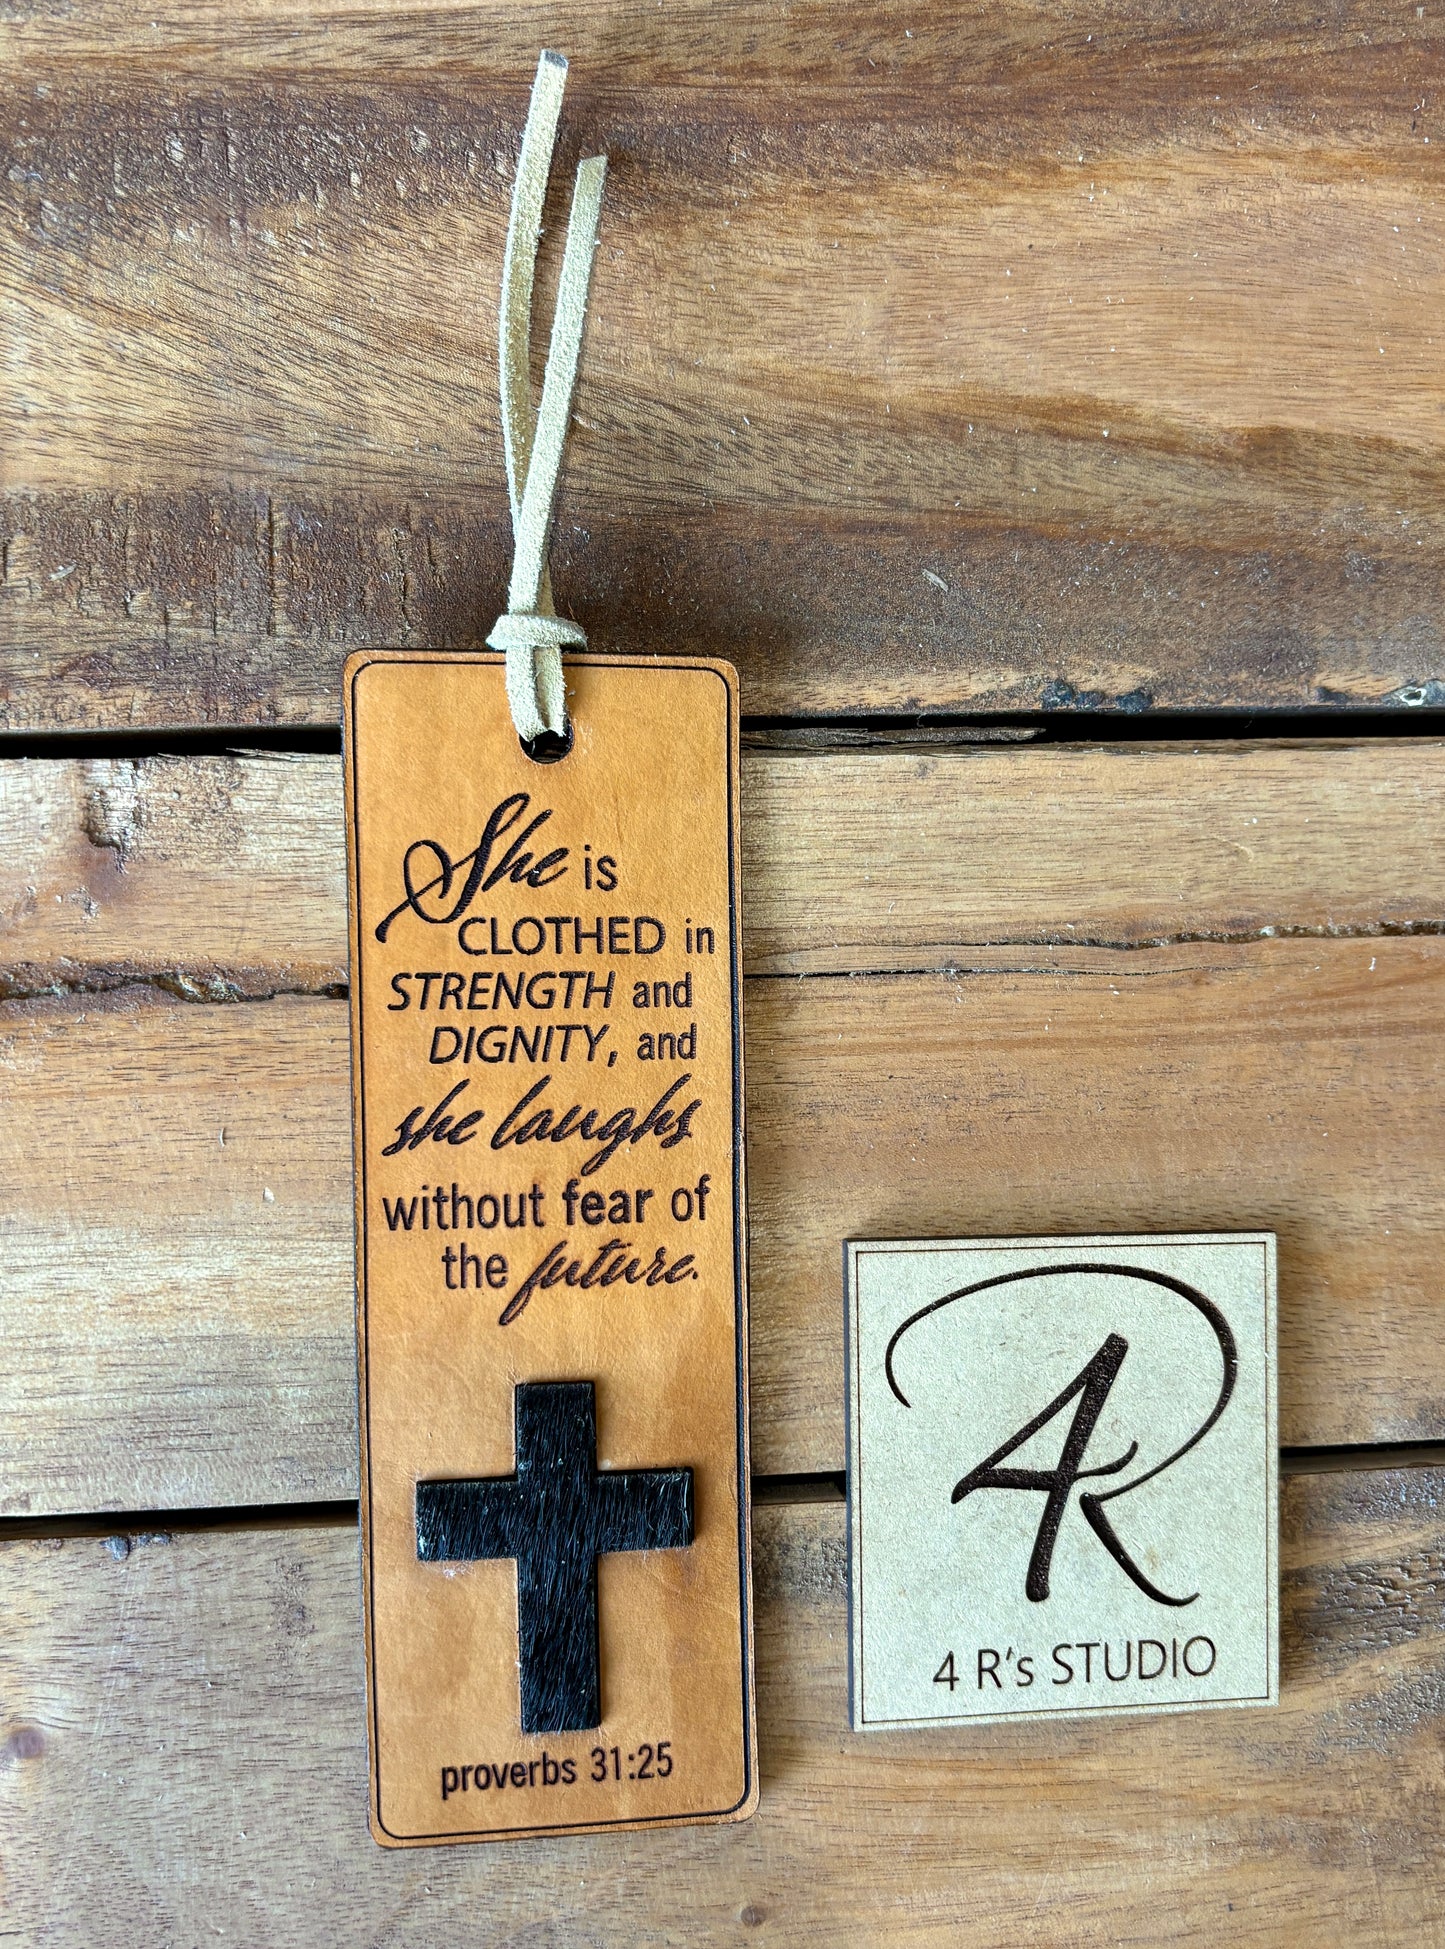 She is
CLOTHED in
STRENGTH and
DIGNITY, and
she laughs
without fear of
the future.
proverbs 31:25
4R
4 R's STUDIO